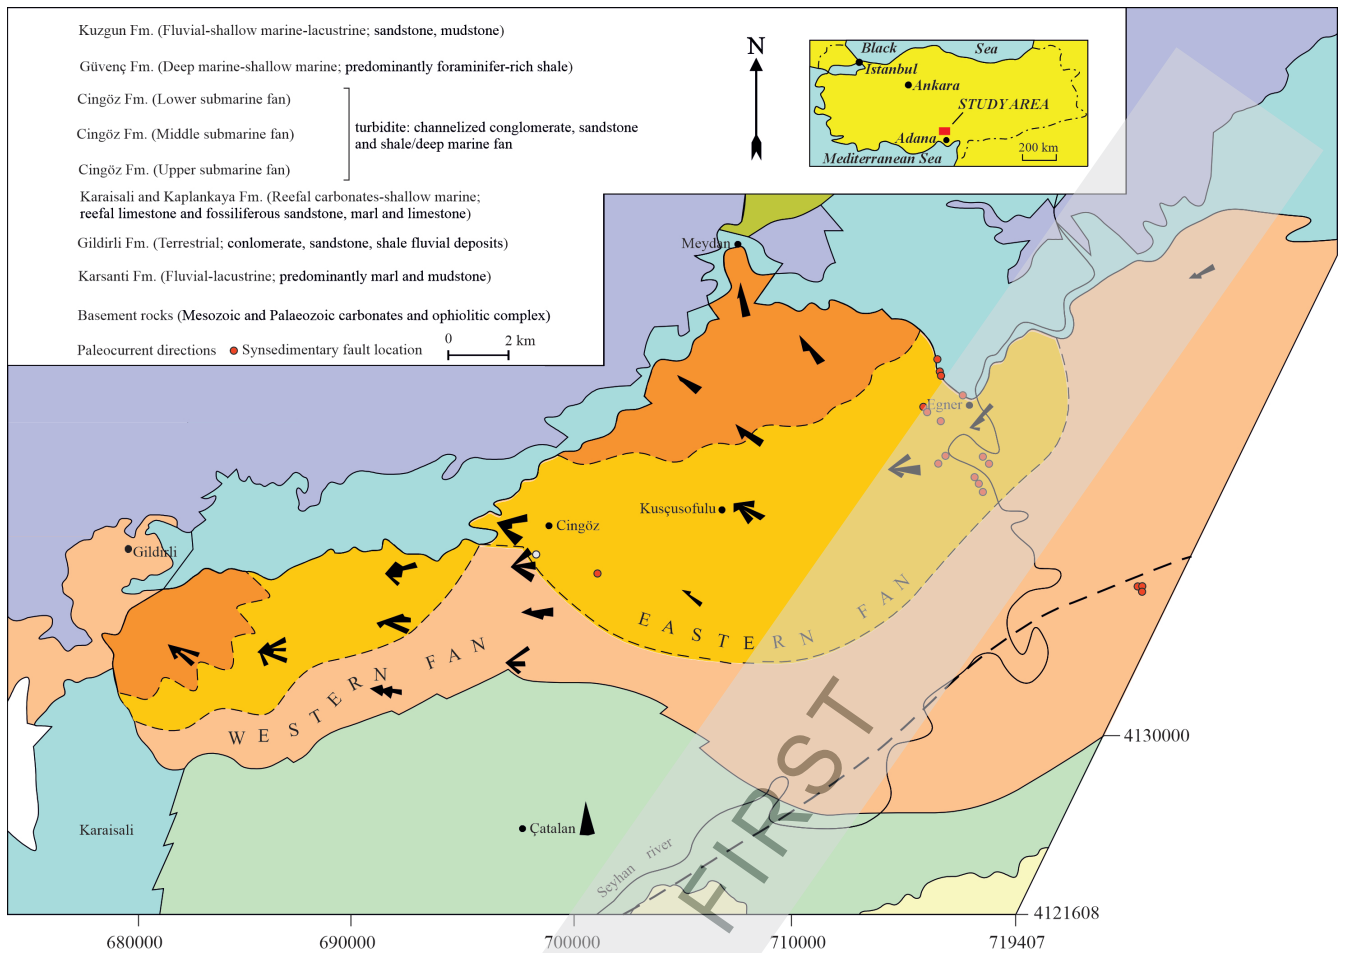 Kuzgun Fm. (Fluvial-shallow marine-lacustrine; sandstone, mudstone)
Güvenç Fm. (Deep marine-shallow marine; predominantly foraminifer-rich shale)
Cingöz Fm. (Lower submarine fan)
Cingöz Fm. (Middle submarine fan)
Cingöz Fm. (Upper submarine fan)
turbidite: channelized conglomerate, sandstone
and shale/deep marine fan
Karaisali and Kaplankaya Fm. (Reefal carbonates-shallow marine;
reefal limestone and fossiliferous sandstone, marl and limestone)
Gildirli Fm. (Terrestrial; conlomerate, sandstone, shale fluvial deposits)
Karsanti Fm. (Fluvial-lacustrine; predominantly marl and mudstone)
Basement rocks (Mesozoic and Palaeozoic carbonates and ophiolitic complex)
Paleocurrent directions
Synsedimentary fault location
0 2 km
N
Black Sea
Istanbul
Ankara
STUDY AREA
Adana
200 km
Mediterranean Sea
Meydan
Egner
Kusçusofulu
Cingöz
Gildirli
EASTERN FAN
WESTERN FAN
FIRST
4130000
Karaisali
Çatalan
Seyhan river
4121608
680000 690000 700000 710000 719407